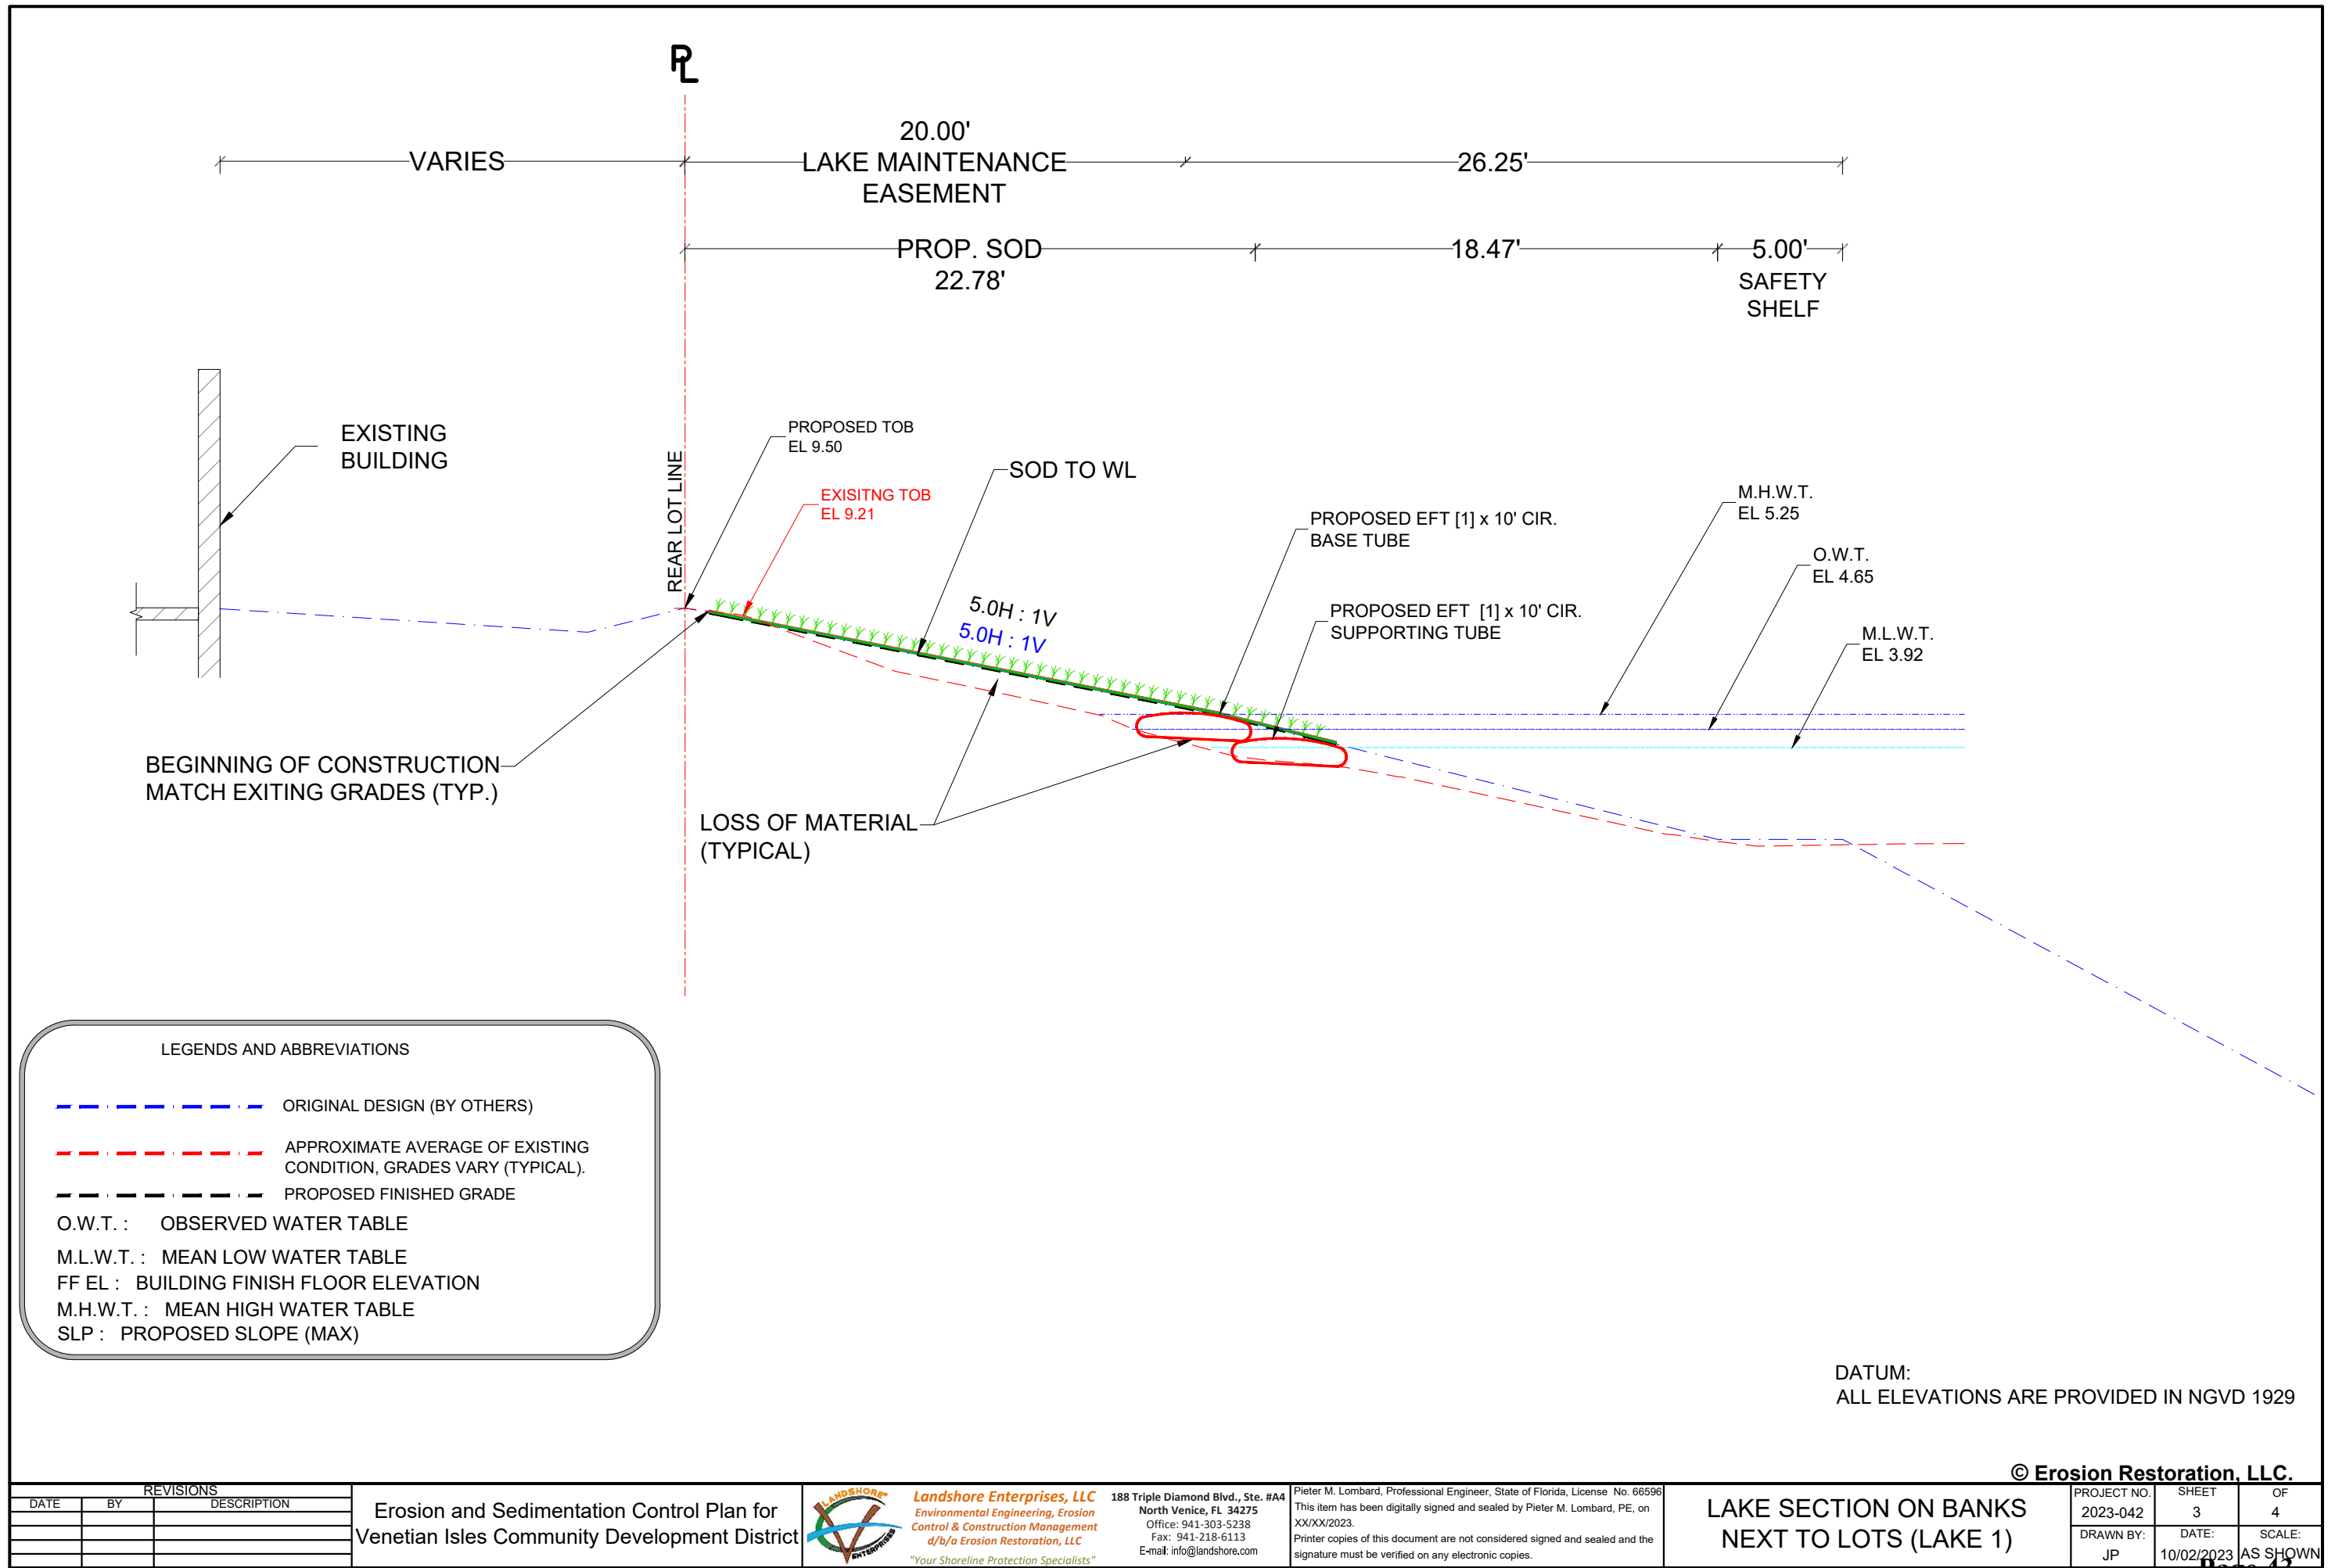 PL
20.00'
VARIES
LAKE MAINTENANCE
EASEMENT
26.25'
PROP. SOD
22.78'
18.47'
5.00'
SAFETY
SHELF
EXISTING
BUILDING
REAR LOT LINE
PROPOSED TOB
EL 9.50
EXISITNG TOB
EL 9.21
SOD TO WL
PROPOSED EFT [1] x 10' CIR.
BASE TUBE
M.H.W.T.
EL 5.25
O.W.T.
EL 4.65
M.L.W.T.
EL 3.92
5.0H : 1V
5.0H : 1V
PROPOSED EFT [1] x 10' CIR.
SUPPORTING TUBE
BEGINNING OF CONSTRUCTION
MATCH EXITING GRADES (TYP.)
LOSS OF MATERIAL
(TYPICAL)
LEGENDS AND ABBREVIATIONS
ORIGINAL DESIGN (BY OTHERS)
APPROXIMATE AVERAGE OF EXISTING
CONDITION, GRADES VARY (TYPICAL).
PROPOSED FINISHED GRADE
O.W.T. : OBSERVED WATER TABLE
M.L.W.T. : MEAN LOW WATER TABLE
FF EL : BUILDING FINISH FLOOR ELEVATION
M.H.W.T. : MEAN HIGH WATER TABLE
SLP : PROPOSED SLOPE (MAX)
DATUM:
ALL ELEVATIONS ARE PROVIDED IN NGVD 1929
© Erosion Restoration, LLC.
REVISIONS
DATE BY DESCRIPTION
Erosion and Sedimentation Control Plan for
Venetian Isles Community Development District
LANDSHORE®
ENTERPRISES
Landshore Enterprises, LLC
Environmental Engineering, Erosion
Control & Construction Management
d/b/a Erosion Restoration, LLC
"Your Shoreline Protection Specialists"
188 Triple Diamond Blvd., Ste. #A4
North Venice, FL 34275
Office: 941-303-5238
Fax: 941-218-6113
E-mail: info@landshore.com
Pieter M. Lombard, Professional Engineer, State of Florida, License No. 66596
This item has been digitally signed and sealed by Pieter M. Lombard, PE, on
XX/XX/2023.
Printer copies of this document are not considered signed and sealed and the
signature must be verified on any electronic copies.
LAKE SECTION ON BANKS
NEXT TO LOTS (LAKE 1)
PROJECT NO. SHEET OF
2023-042 3 4
DRAWN BY: DATE: SCALE:
JP 10/02/2023 AS SHOWN